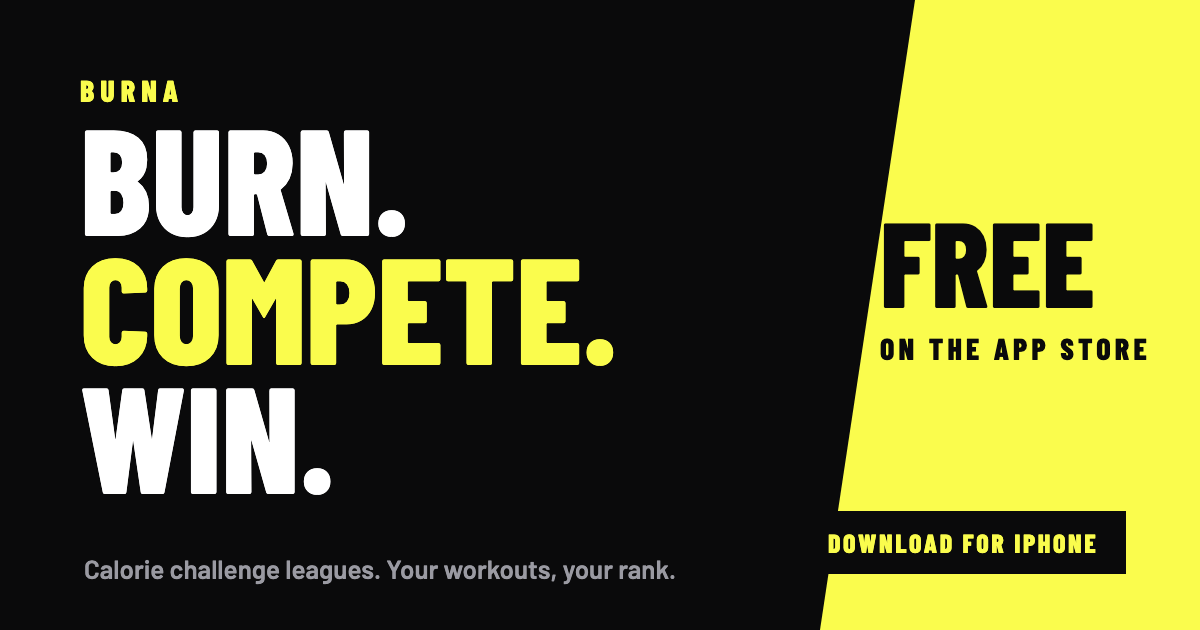 BURNA
BURN.
COMPETE.
WIN.
Calorie challenge leagues. Your workouts, your rank.
FREE
ON THE APP STORE
DOWNLOAD FOR IPHONE